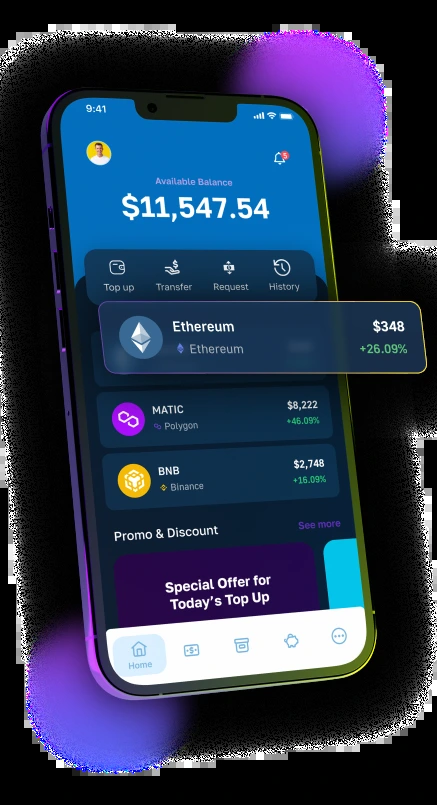 9:41
5
Available Balance
$11,547.54
Top up
Transfer
Request
History
Ethereum
$348
Ethereum
+26.09%
MATIC
$8,222
Polygon
+46.09%
BNB
$2,748
Binance
+16.09%
Promo & Discount
See more
Special Offer for
Today's Top Up
Home